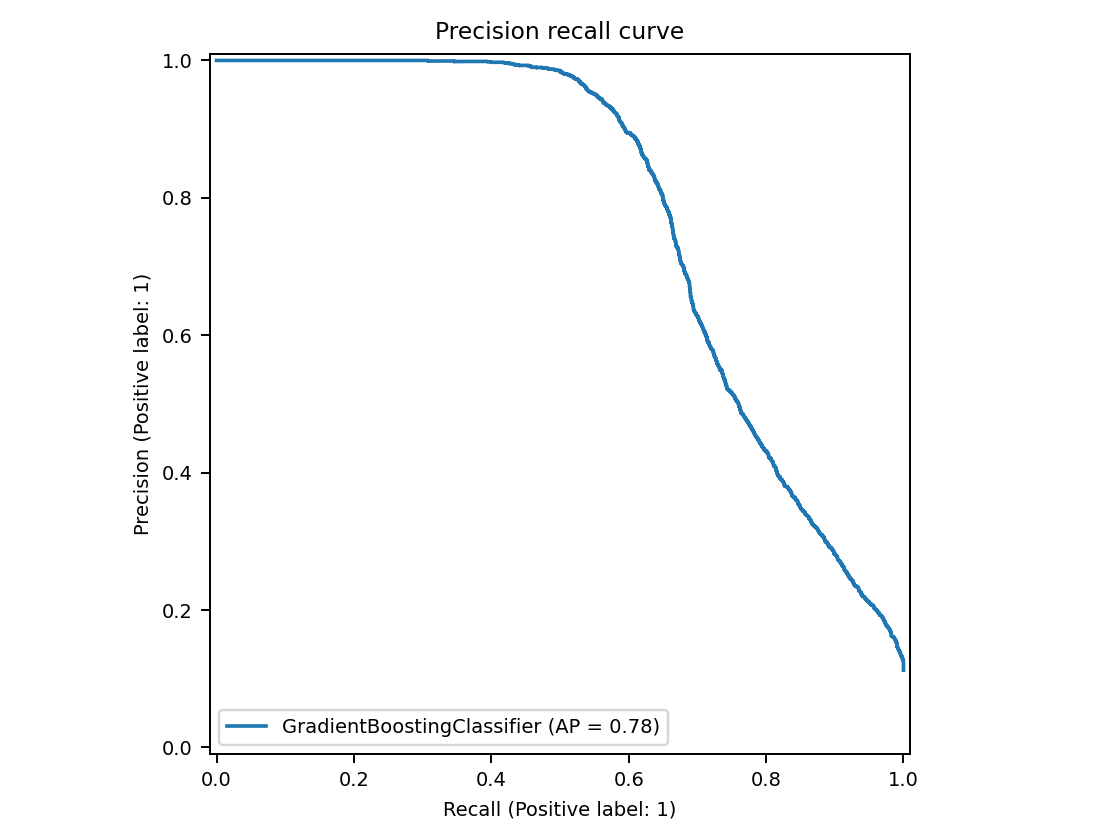 Precision recall curve
1.0
0.8
0.6
0.4
0.2
0.0
Precision (Positive label: 1)
GradientBoostingClassifier (AP = 0.78)
0.0 0.2 0.4 0.6 0.8 1.0
Recall (Positive label: 1)